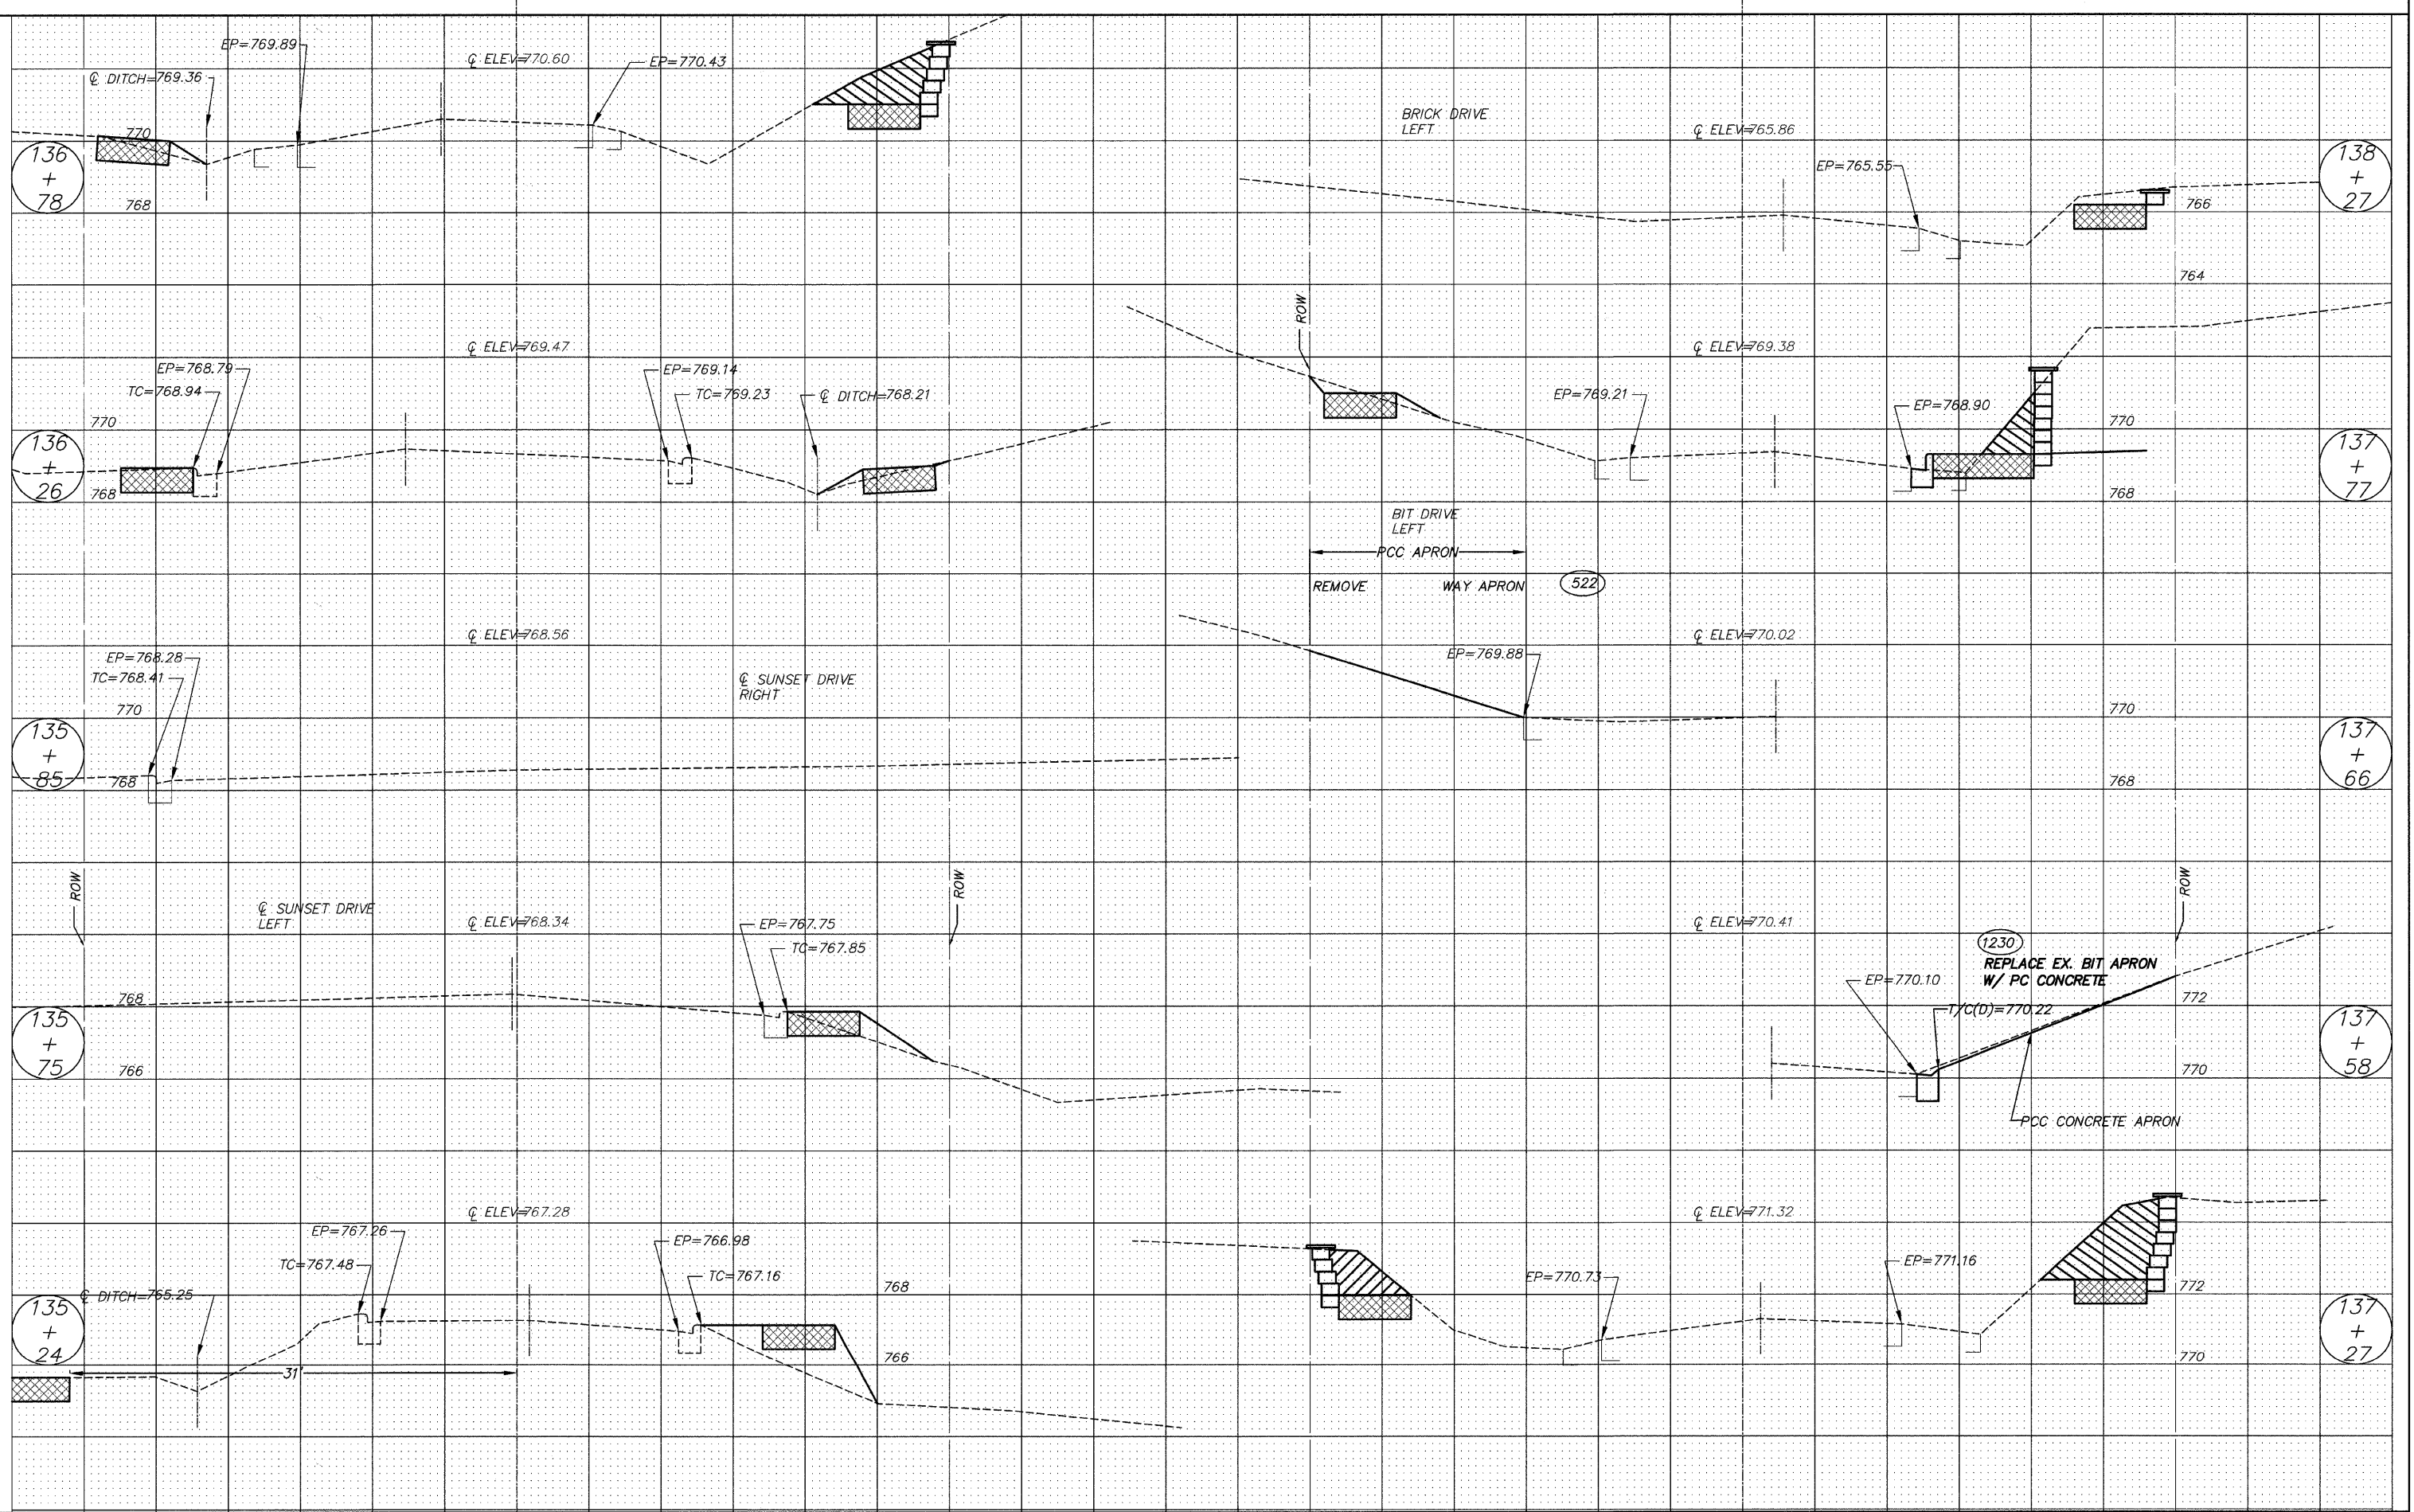 EP=769.89
℄ DITCH=769.36
℄ ELEV=770.60
EP=770.43
770
136
+
78
768
BRICK DRIVE
LEFT
℄ ELEV=765.86
EP=765.55
138
+
27
766
764
℄ ELEV=769.47
EP=768.79
TC=768.94
EP=769.14
TC=769.23
℄ DITCH=768.21
770
136
+
26
768
ROW
℄ ELEV=769.38
EP=769.21
EP=768.90
770
137
+
77
768
BIT DRIVE
LEFT
PCC APRON
REMOVE WAY APRON 522
℄ ELEV=768.56
EP=768.28
TC=768.41
℄ SUNSET DRIVE
RIGHT
770
135
+
85
768
℄ ELEV=770.02
EP=769.88
770
137
+
66
768
ROW
℄ SUNSET DRIVE
LEFT
℄ ELEV=768.34
EP=767.75
TC=767.85
ROW
768
135
+
75
766
℄ ELEV=770.41
ROW
1230
REPLACE EX. BIT APRON
W/ PC CONCRETE
EP=770.10
T/C(D)=770.22
772
137
+
58
770
PCC CONCRETE APRON
℄ ELEV=767.28
EP=767.26
TC=767.48
℄ DITCH=765.25
EP=766.98
TC=767.16
768
135
+
24
766
31'
℄ ELEV=771.32
EP=770.73
EP=771.16
772
137
+
27
770